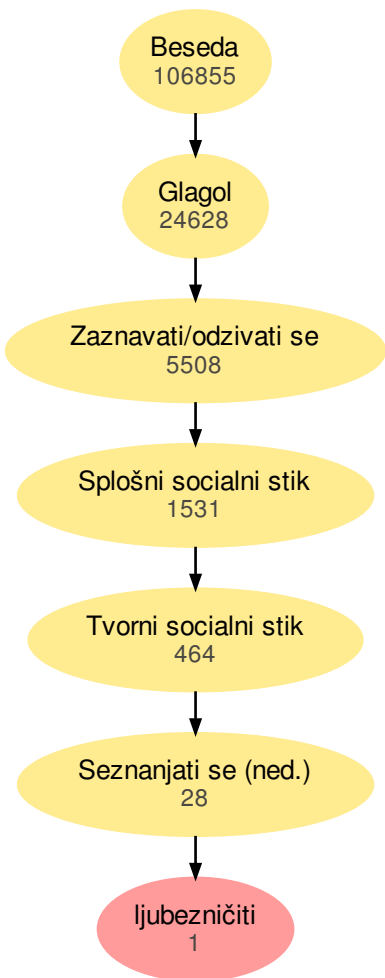 Beseda
106855
Glagol
24628
Zaznavati/odzivati se
5508
Splošni socialni stik
1531
Tvorni socialni stik
464
Seznanjati se (ned.)
28
ljubezničiti
1